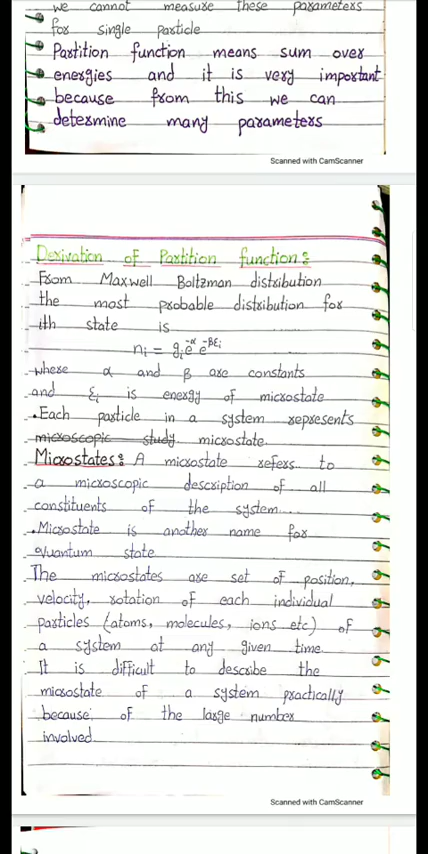 we cannot measure these parameters
for single particle
Partition function means sum over
energies and it is very important
because from this we can
determine many parameters
Scanned with CamScanner
Derivation of Partition function:
From Maxwell Boltzman distribution
the most probable distribution for
ith state is
nᵢ = gᵢe^-α e^-βEᵢ
where α and β are constants
and Ɛᵢ is energy of microstate
.Each particle in a system represents
microscopic study microstate.
Microstates: A microstate refers to
a microscopic description of all
constituents of the system....
.Microstate is another name for
quantum state
The microstates are set of position,
velocity, rotation of each individual
particles (atoms, molecules, ions etc) of
a system at any given time.
It is difficult to describe the
microstate of a system practically
because of the large number
involved.
Scanned with CamScanner